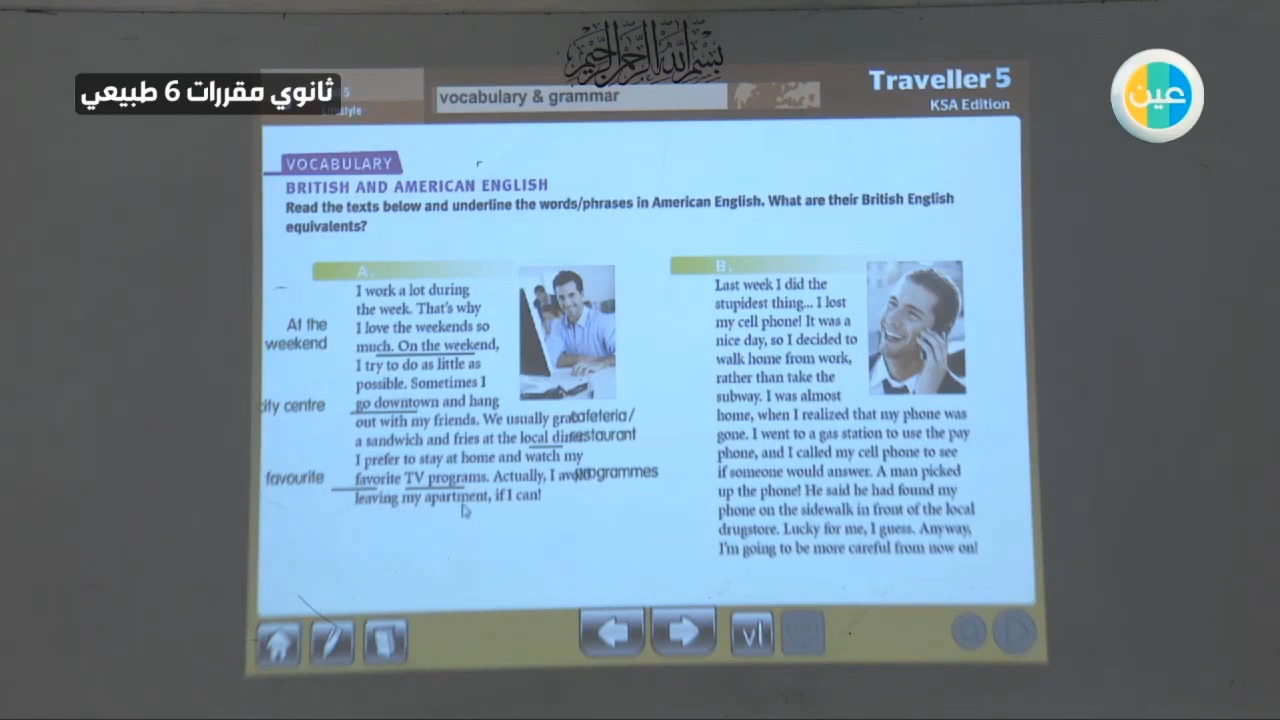 بسم الله الرحمن الرحيم
ثانوي مقررات 6 طبيعي
عين
5
vocabulary & grammar
Traveller 5
KSA Edition
VOCABULARY
BRITISH AND AMERICAN ENGLISH
Read the texts below and underline the words/phrases in American English. What are their British English
equivalents?
A.
I work a lot during
the week. That's why
I love the weekends so
much. On the weekend,
I try to do as little as
possible. Sometimes I
go downtown and hang
out with my friends. We usually
a sandwich and fries at the local
I prefer to stay at home and watch my
favorite TV programs. Actually, I
leaving my apartment, if I can!
At the
weekend
city centre
favourite
cafeteria/
restaurant
programmes
B.
Last week I did the
stupidest thing... I lost
my cell phone! It was a
nice day, so I decided to
walk home from work,
rather than take the
subway. I was almost
home, when I realized that my phone was
gone. I went to a gas station to use the pay
phone, and I called my cell phone to see
if someone would answer. A man picked
up the phone! He said he had found my
phone on the sidewalk in front of the local
drugstore. Lucky for me, I guess. Anyway,
I'm going to be more careful from now on!
٧١